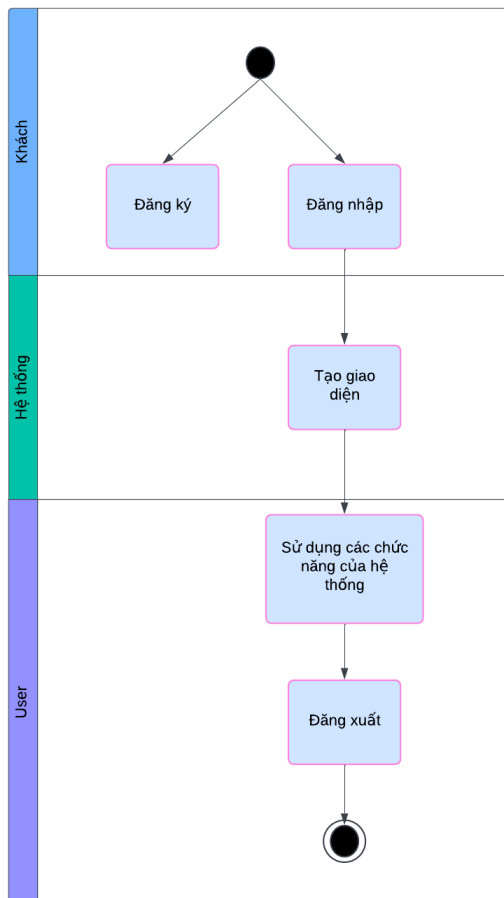 Khách
Đăng ký
Đăng nhập
Hệ thống
Tạo giao
diện
User
Sử dụng các chức
năng của hệ
thống
Đăng xuất